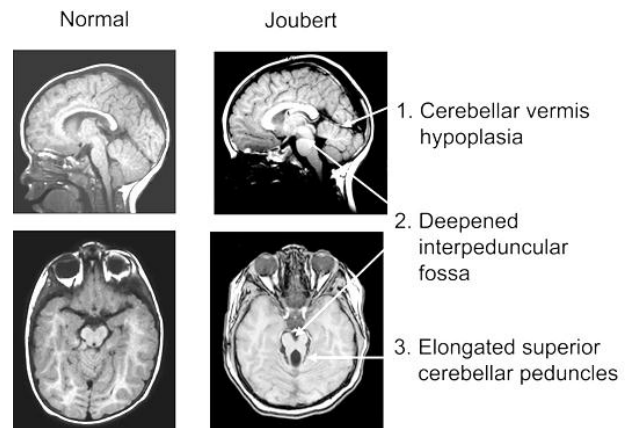 Normal
Joubert
1. Cerebellar vermis
hypoplasia
2. Deepened
interpeduncular
fossa
3. Elongated superior
cerebellar peduncles